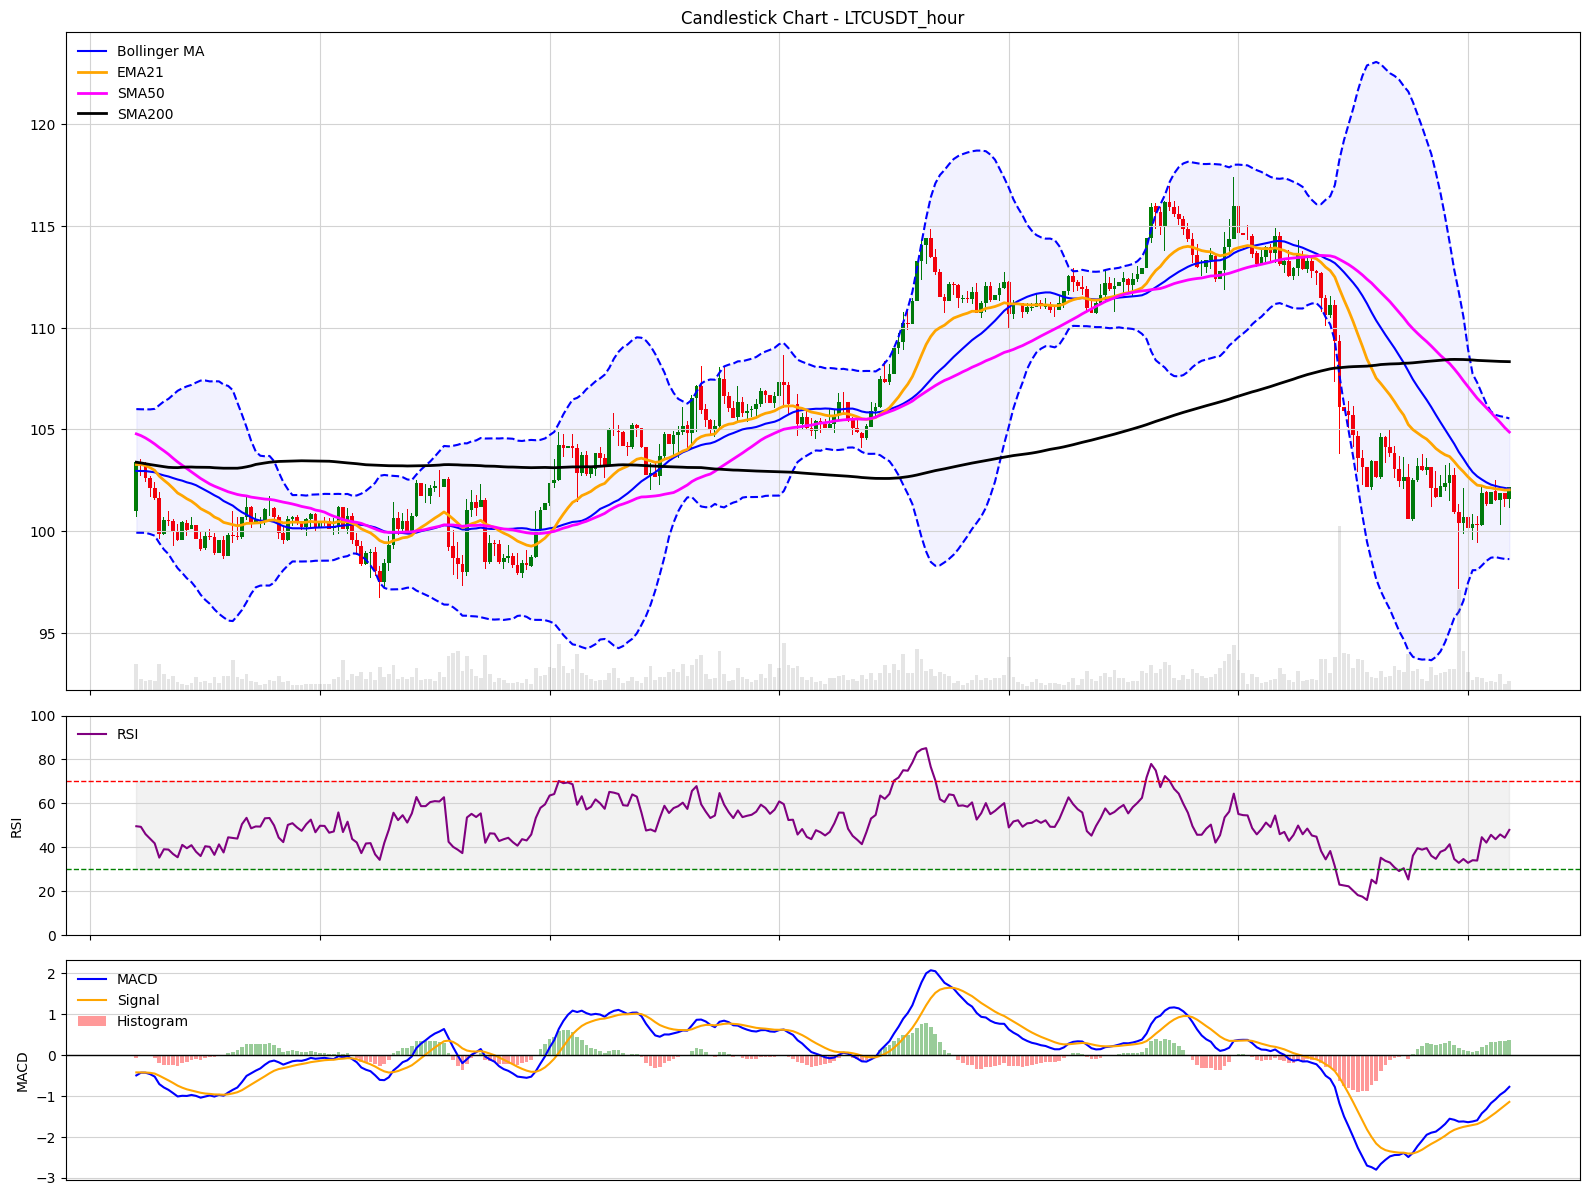 Candlestick Chart - LTCUSDT_hour
Bollinger MA
EMA21
SMA50
SMA200
120
115
110
105
100
95
RSI
100
80
60
40
20
0
RSI
MACD
Signal
Histogram
2
1
0
−1
−2
−3
MACD